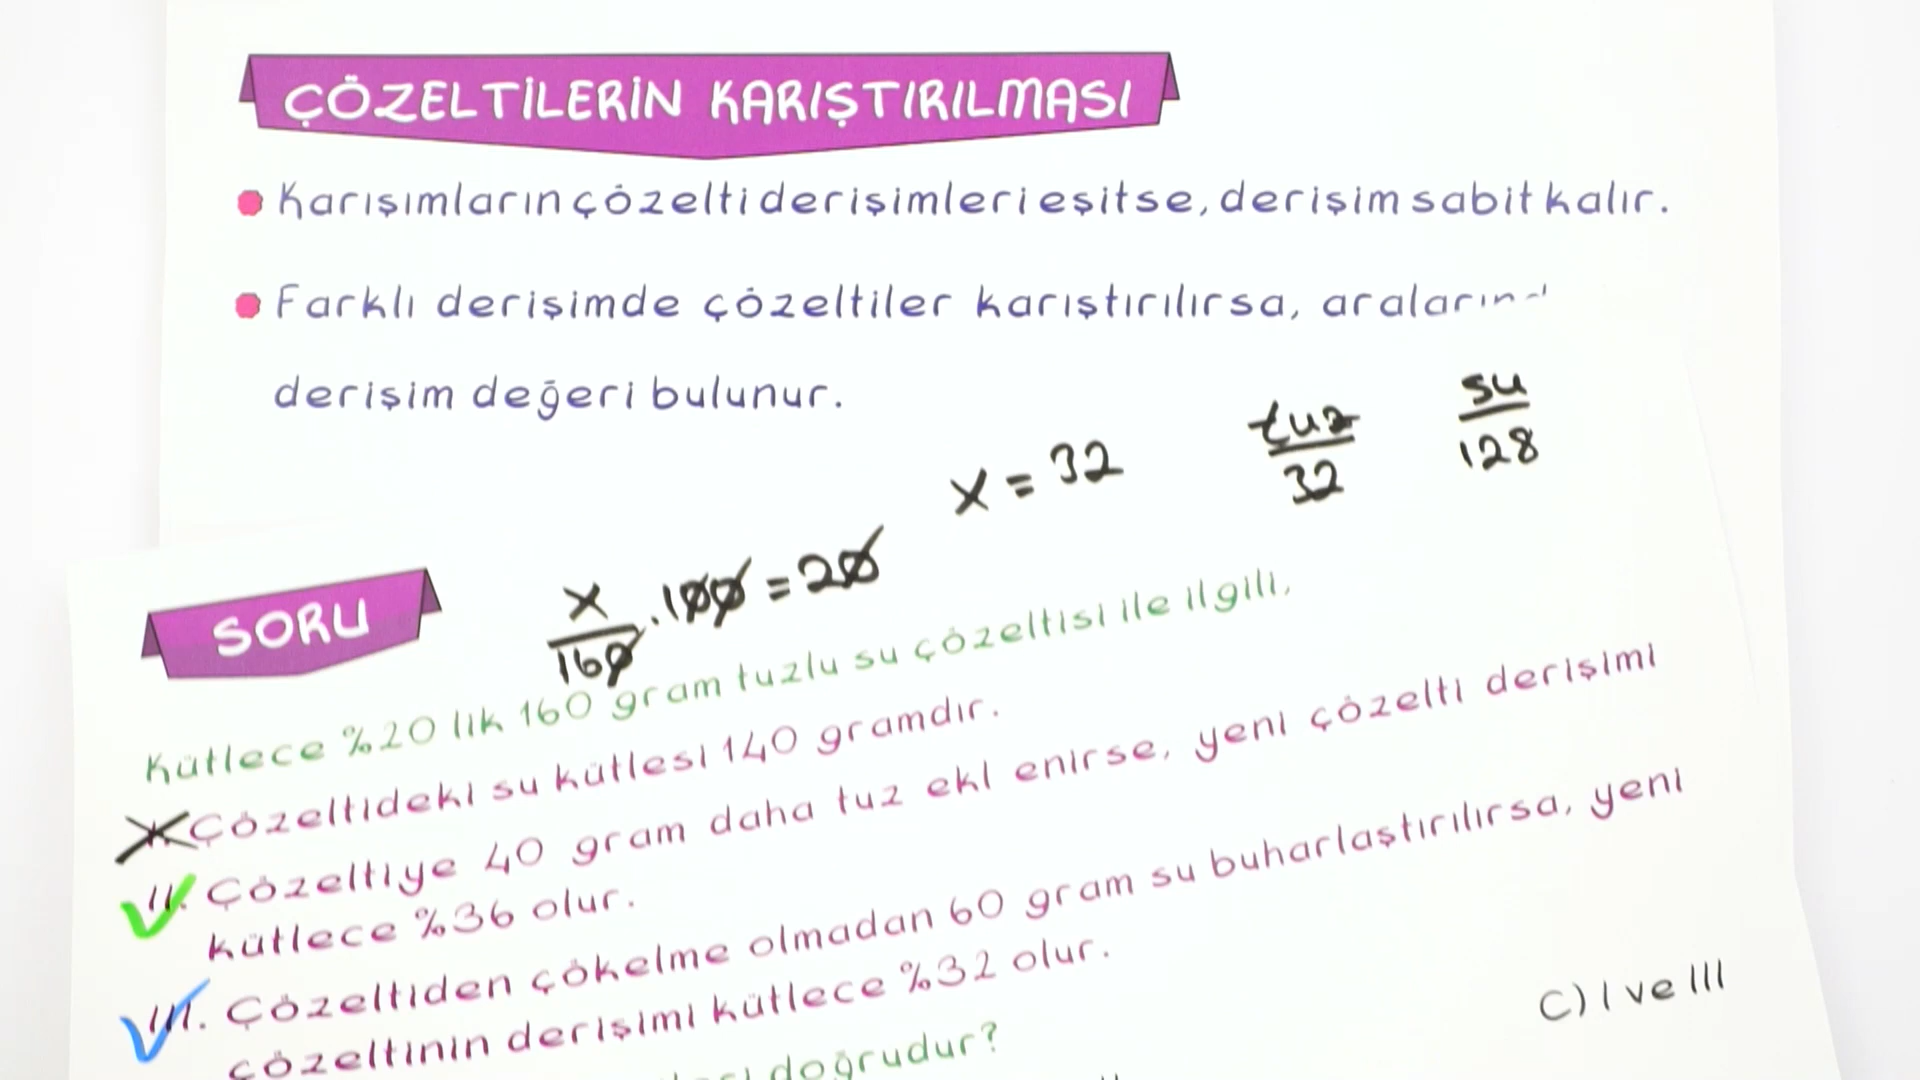 ÇÖZELTİLERİN KARIŞTIRILMASI
Karışımların çözelti derişimleri eşitse, derişim sabit kalır.
Farklı derişimde çözeltiler karıştırılırsa,
derişim değeri bulunur.
x = 32
tuz
32
su
128
SORU
x/160 . 100 = 20
Kütlece %20 lik 160 gram tuzlu su çözeltisi ile ilgili,
Çözeltideki su kütlesi 140 gramdır.
II. Çözeltiye 40 gram daha tuz ekl enirse, yeni çözelti derişimi
kütlece %36 olur.
III. Çözeltiden çökelme olmadan 60 gram su buharlaştırılırsa, yeni
çözeltinin derişimi kütlece %32 olur.
doğrudur?
C) I ve III